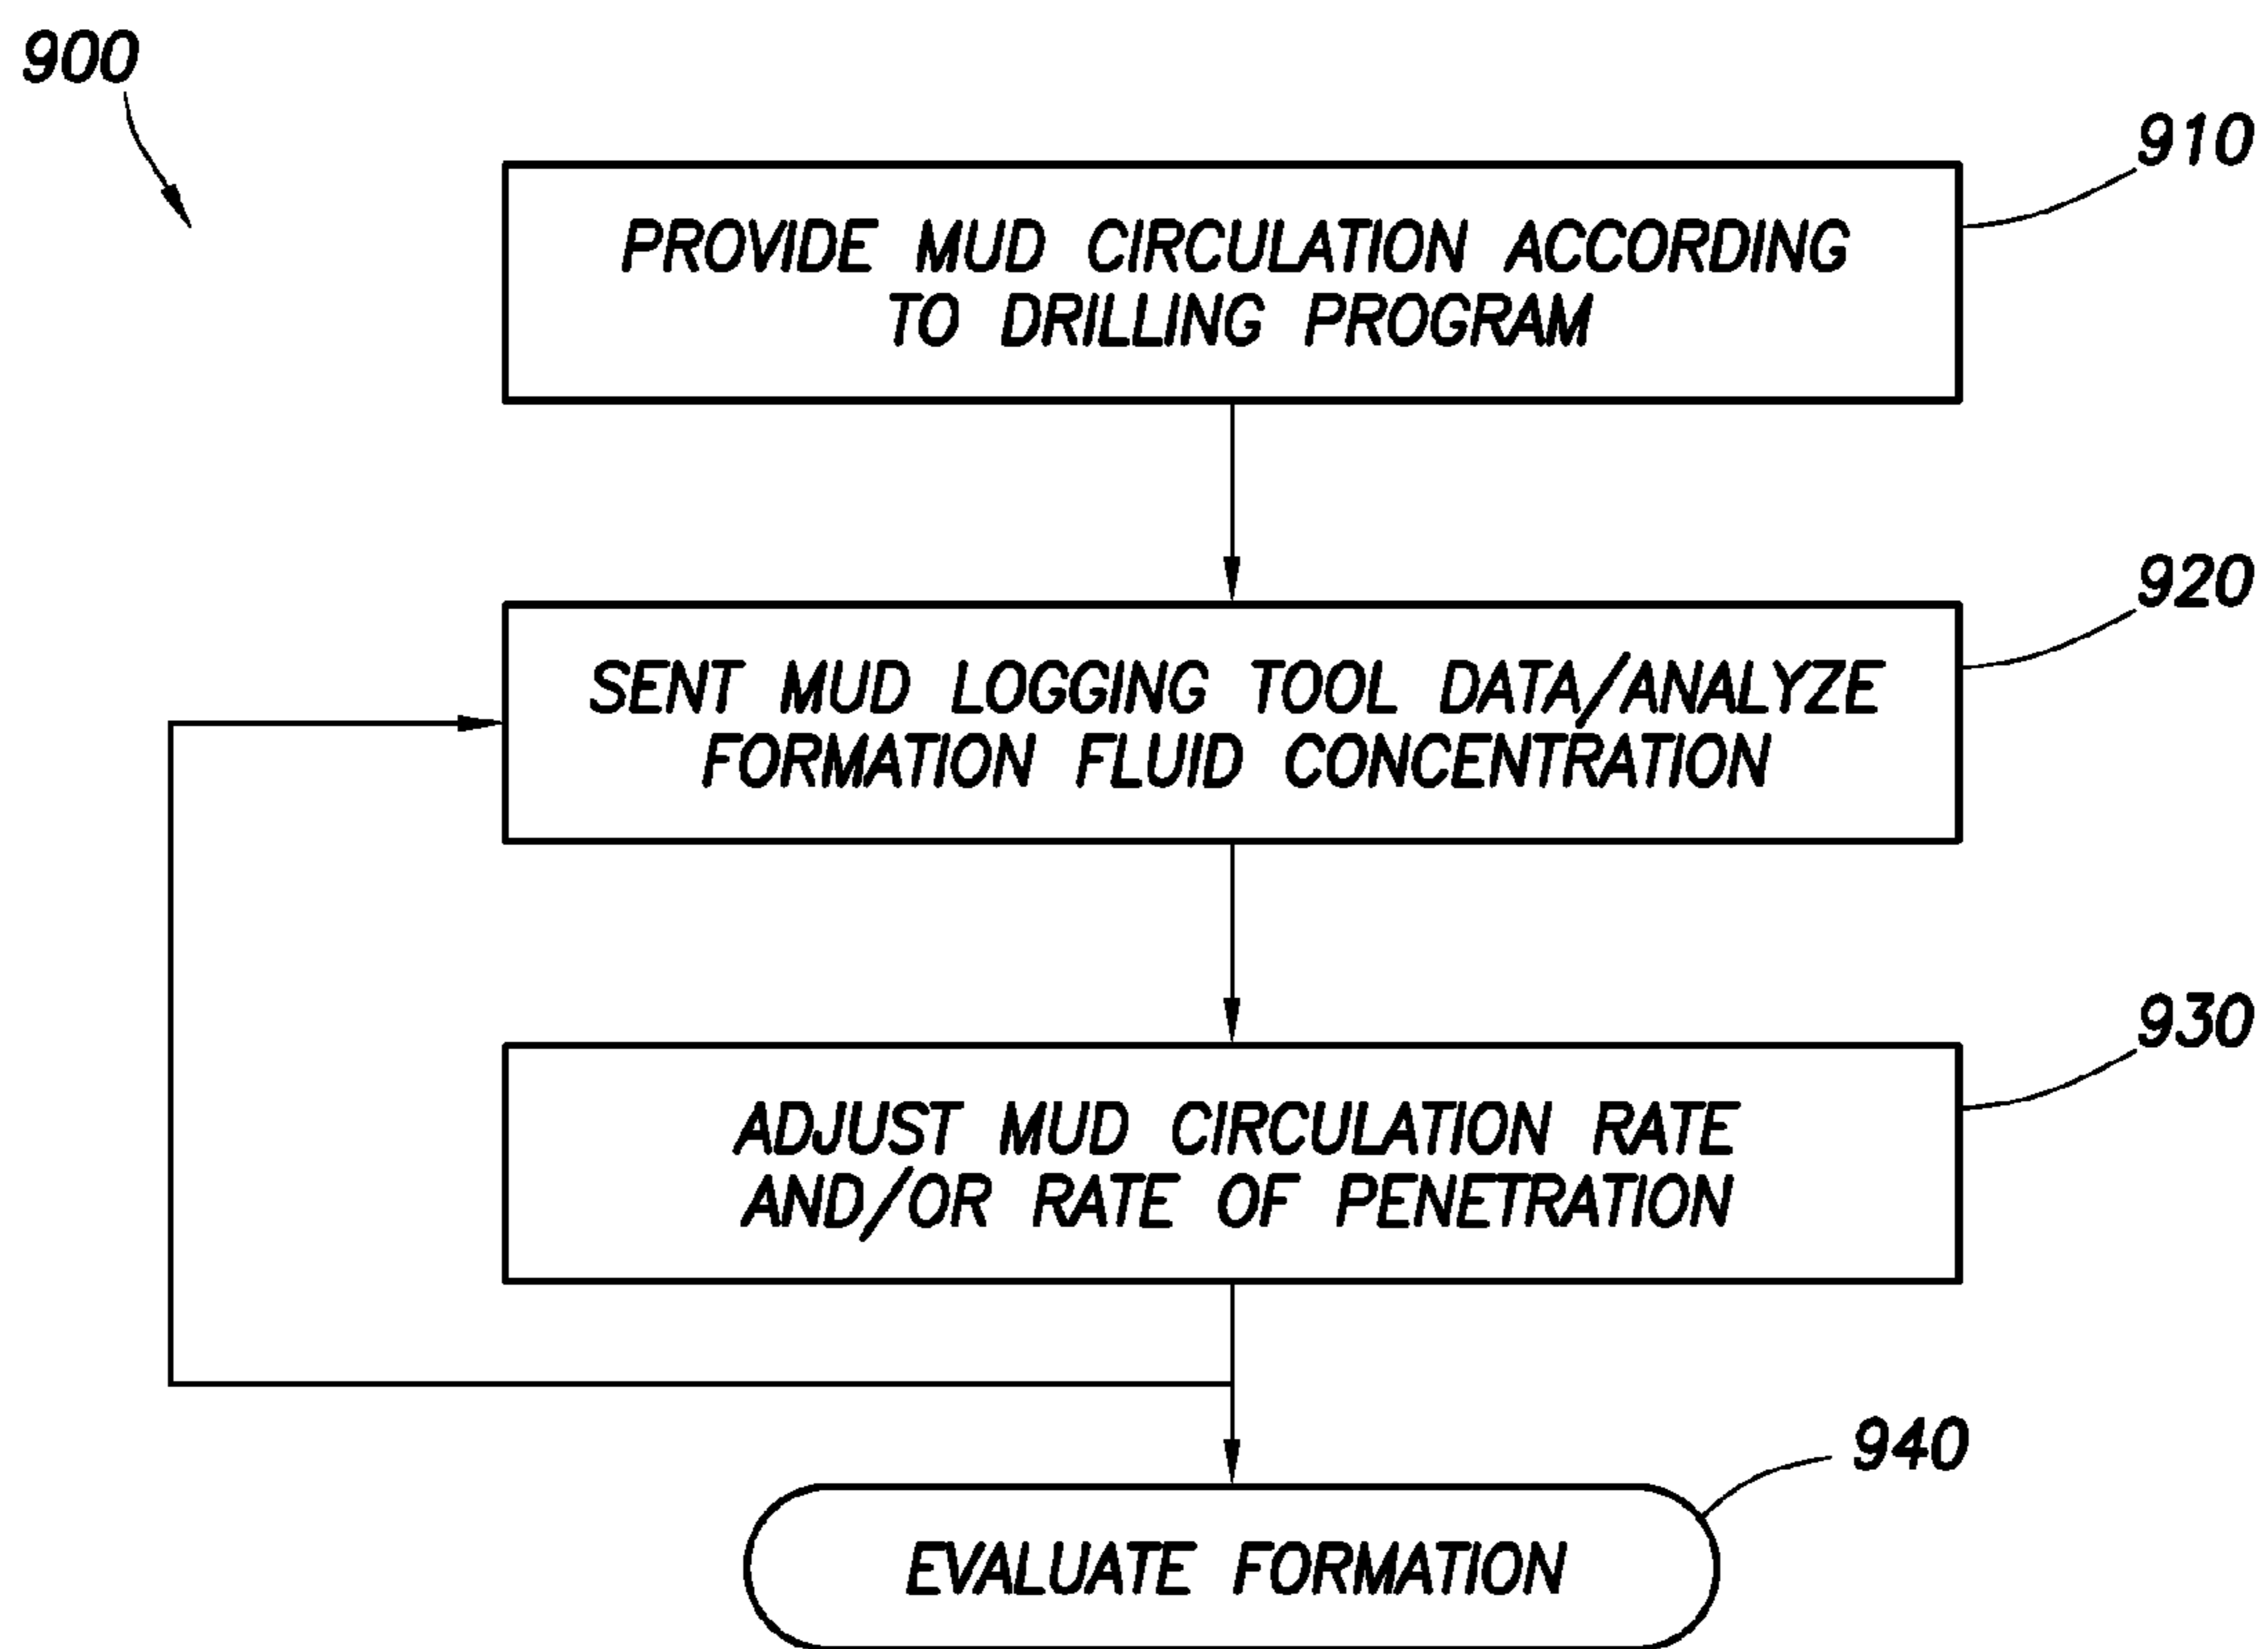 900
910
PROVIDE MUD CIRCULATION ACCORDING
TO DRILLING PROGRAM
920
SENT MUD LOGGING TOOL DATA/ANALYZE
FORMATION FLUID CONCENTRATION
930
ADJUST MUD CIRCULATION RATE
AND/OR RATE OF PENETRATION
940
EVALUATE FORMATION